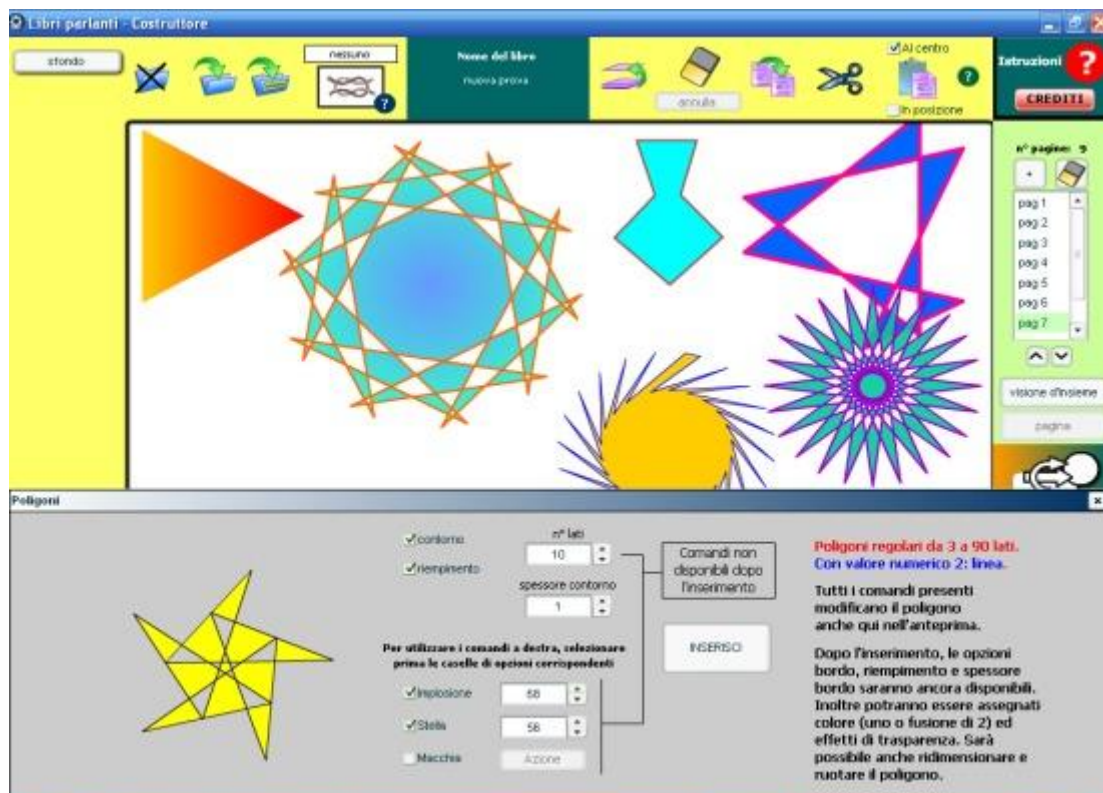 Libri parlanti - Costruttore
sfondo
nessuno
Nome del libro
nuova prova
annulla
Al centro
In posizione
Istruzioni
CREDITI
n° pagine: 9
+
pag 1
pag 2
pag 3
pag 4
pag 5
pag 6
pag 7
visione d'insieme
pagina
Poligoni
contorno
riempimento
n° lati
10
spessore contorno
1
Comandi non
disponibili dopo
l'inserimento
Per utilizzare i comandi a destra, selezionare
prima le caselle di opzioni corrispondenti
INSERISCI
Implosione
68
Stella
56
Macchia
Azione
Poligoni regolari da 3 a 90 lati.
Con valore numerico 2: linea.
Tutti i comandi presenti
modificano il poligono
anche qui nell'anteprima.
Dopo l'inserimento, le opzioni
bordo, riempimento e spessore
bordo saranno ancora disponibili.
Inoltre potranno essere assegnati
colore (uno o fusione di 2) ed
effetti di trasparenza. Sarà
possibile anche ridimensionare e
ruotare il poligono.